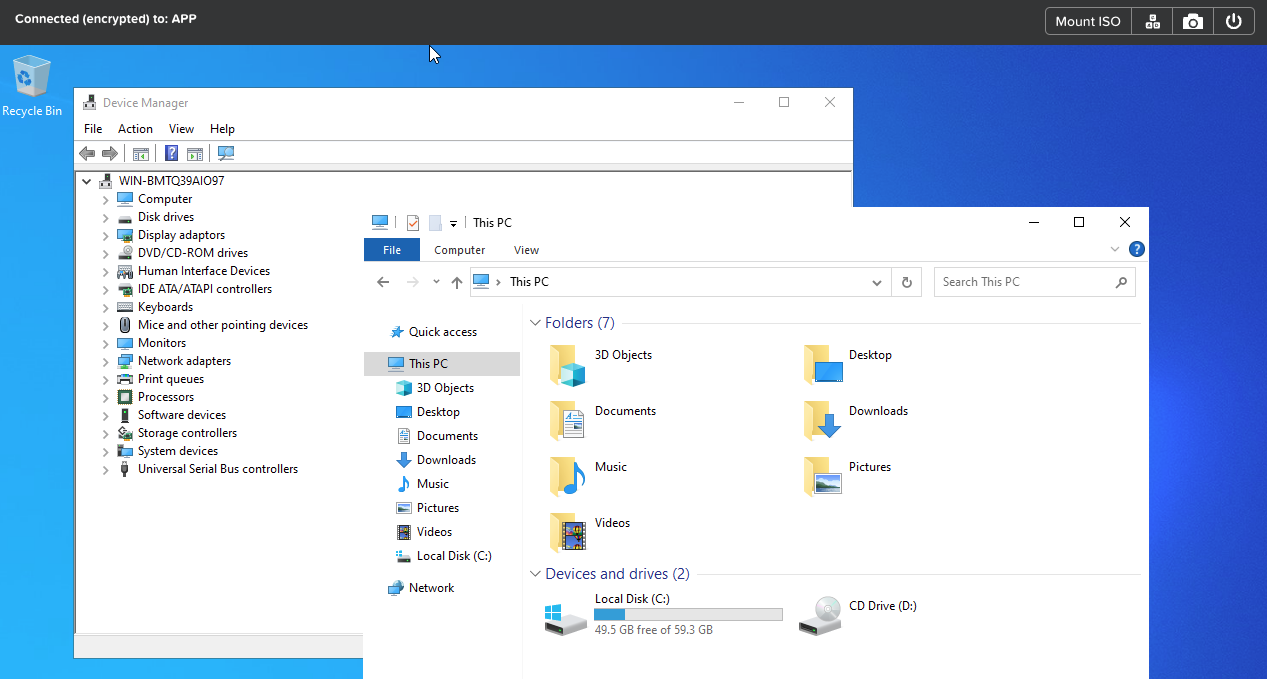 Connected (encrypted) to: APP
Mount ISO
Recycle Bin
Device Manager
File Action View Help
WIN-BMTQ39AIO97
Computer
Disk drives
Display adaptors
DVD/CD-ROM drives
Human Interface Devices
IDE ATA/ATAPI controllers
Keyboards
Mice and other pointing devices
Monitors
Network adapters
Print queues
Processors
Software devices
Storage controllers
System devices
Universal Serial Bus controllers
This PC
File Computer View
This PC
Search This PC
Quick access
This PC
3D Objects
Desktop
Documents
Downloads
Music
Pictures
Videos
Local Disk (C:)
Network
Folders (7)
3D Objects
Desktop
Documents
Downloads
Music
Pictures
Videos
Devices and drives (2)
Local Disk (C:)
49.5 GB free of 59.3 GB
CD Drive (D:)